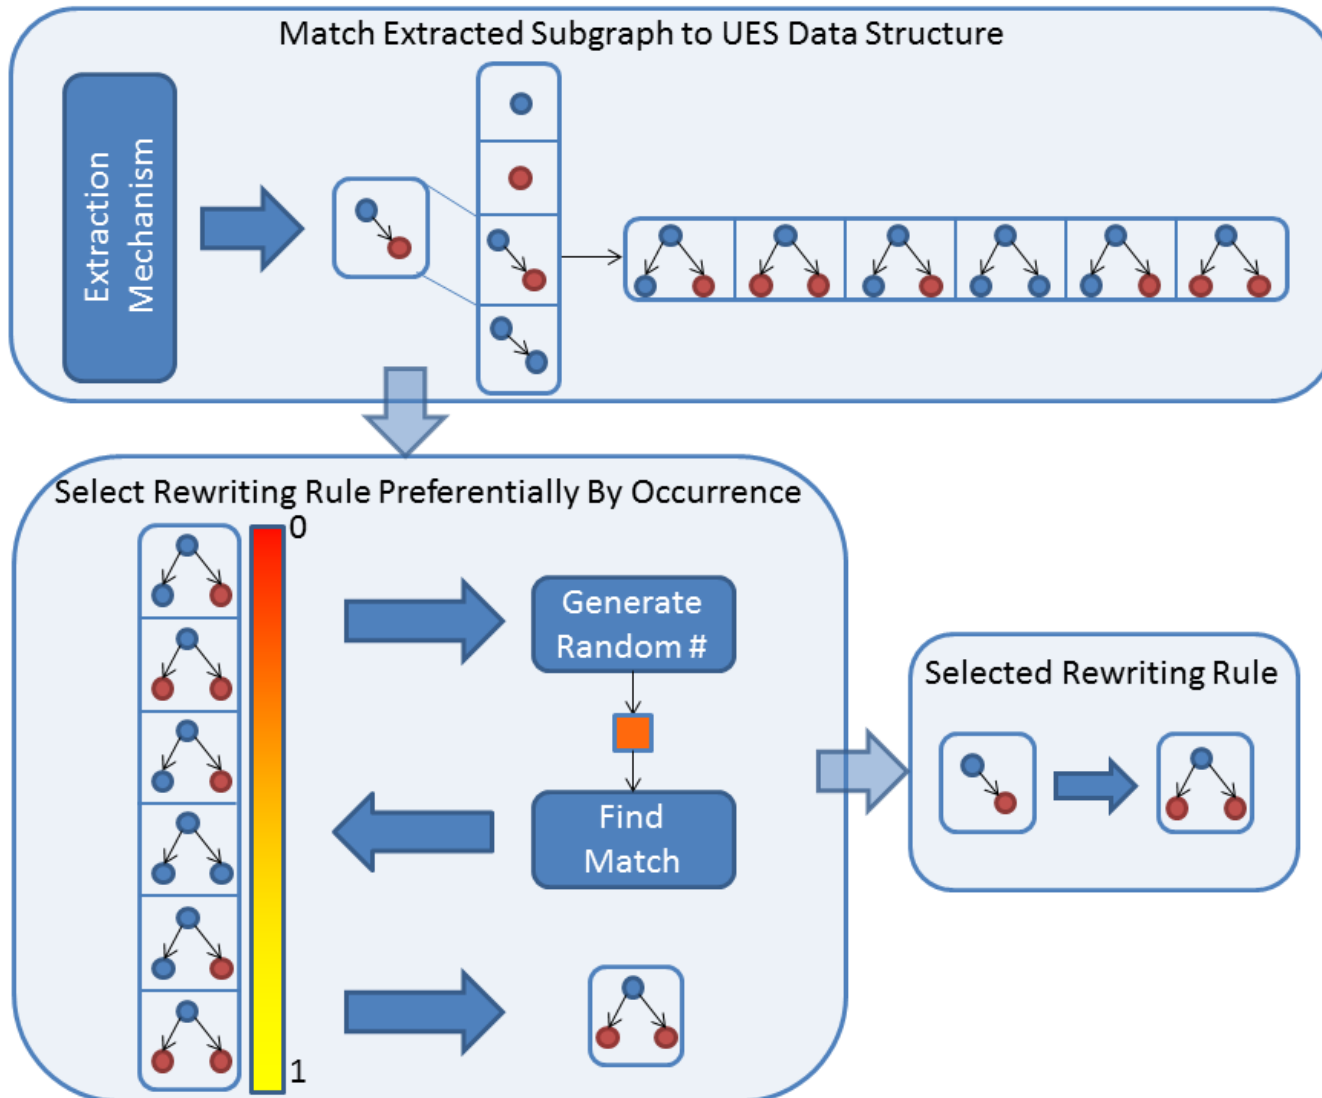 Match Extracted Subgraph to UES Data Structure
Extraction
Mechanism
Select Rewriting Rule Preferentially By Occurrence
0
Generate
Random #
Find
Match
1
Selected Rewriting Rule